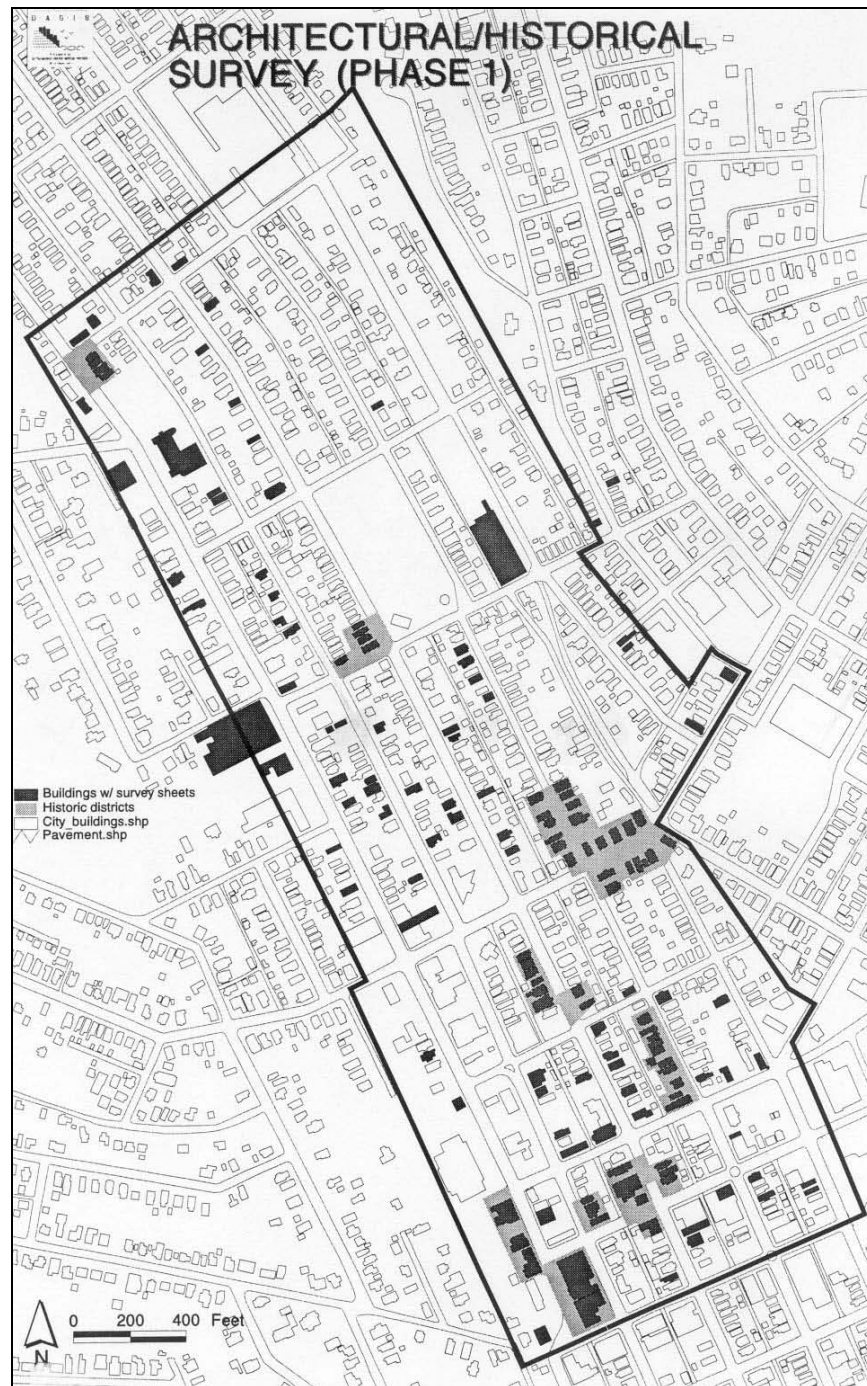 D A G I S
ARCHITECTURAL/HISTORICAL
SURVEY (PHASE 1)
Buildings w/ survey sheets
Historic districts
City_buildings.shp
Pavement.shp
0 200 400 Feet
N